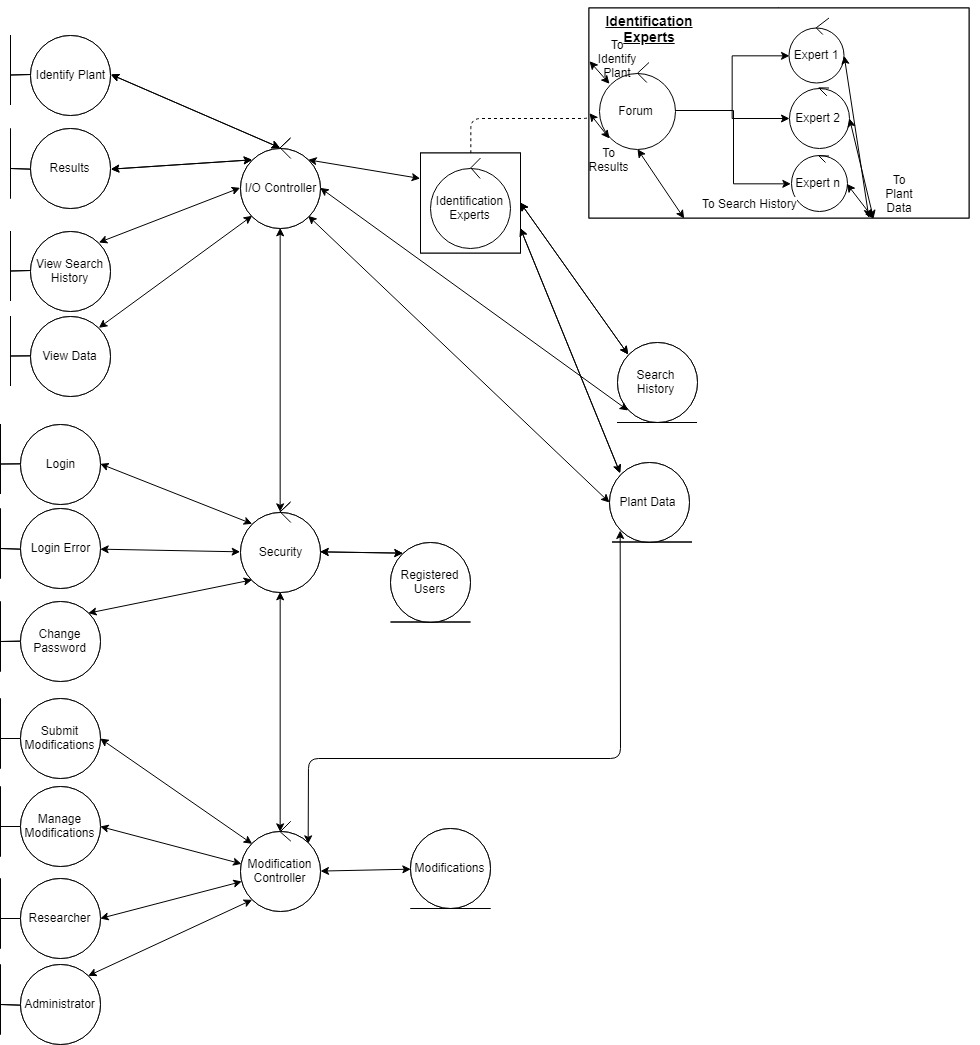 Identification
Experts
To
Identify
Plant
Forum
To
Results
Expert 1
Expert 2
Expert n
To Search History
To
Plant
Data
Identify Plant
Results
View Search
History
View Data
I/O Controller
Identification
Experts
Search
History
Plant Data
Login
Login Error
Change
Password
Security
Registered
Users
Submit
Modifications
Manage
Modifications
Researcher
Administrator
Modification
Controller
Modifications